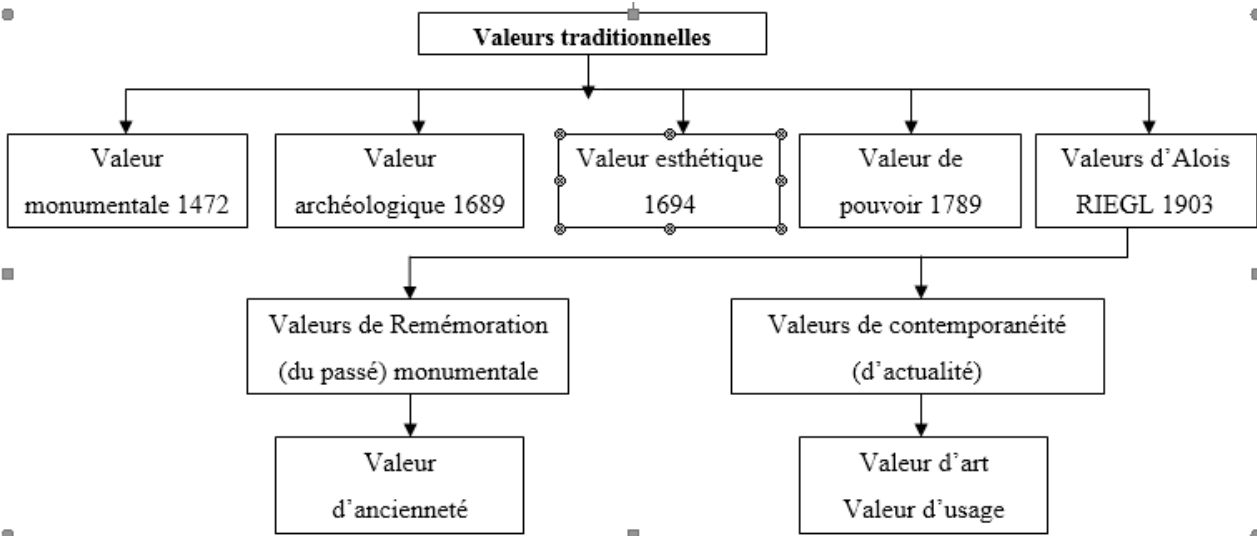 Valeurs traditionnelles
Valeur
monumentale 1472
Valeur
archéologique 1689
Valeur esthétique
1694
Valeur de
pouvoir 1789
Valeurs d’Alois
RIEGL 1903
Valeurs de Remémoration
(du passé) monumentale
Valeurs de contemporanéité
(d’actualité)
Valeur
d’ancienneté
Valeur d’art
Valeur d’usage